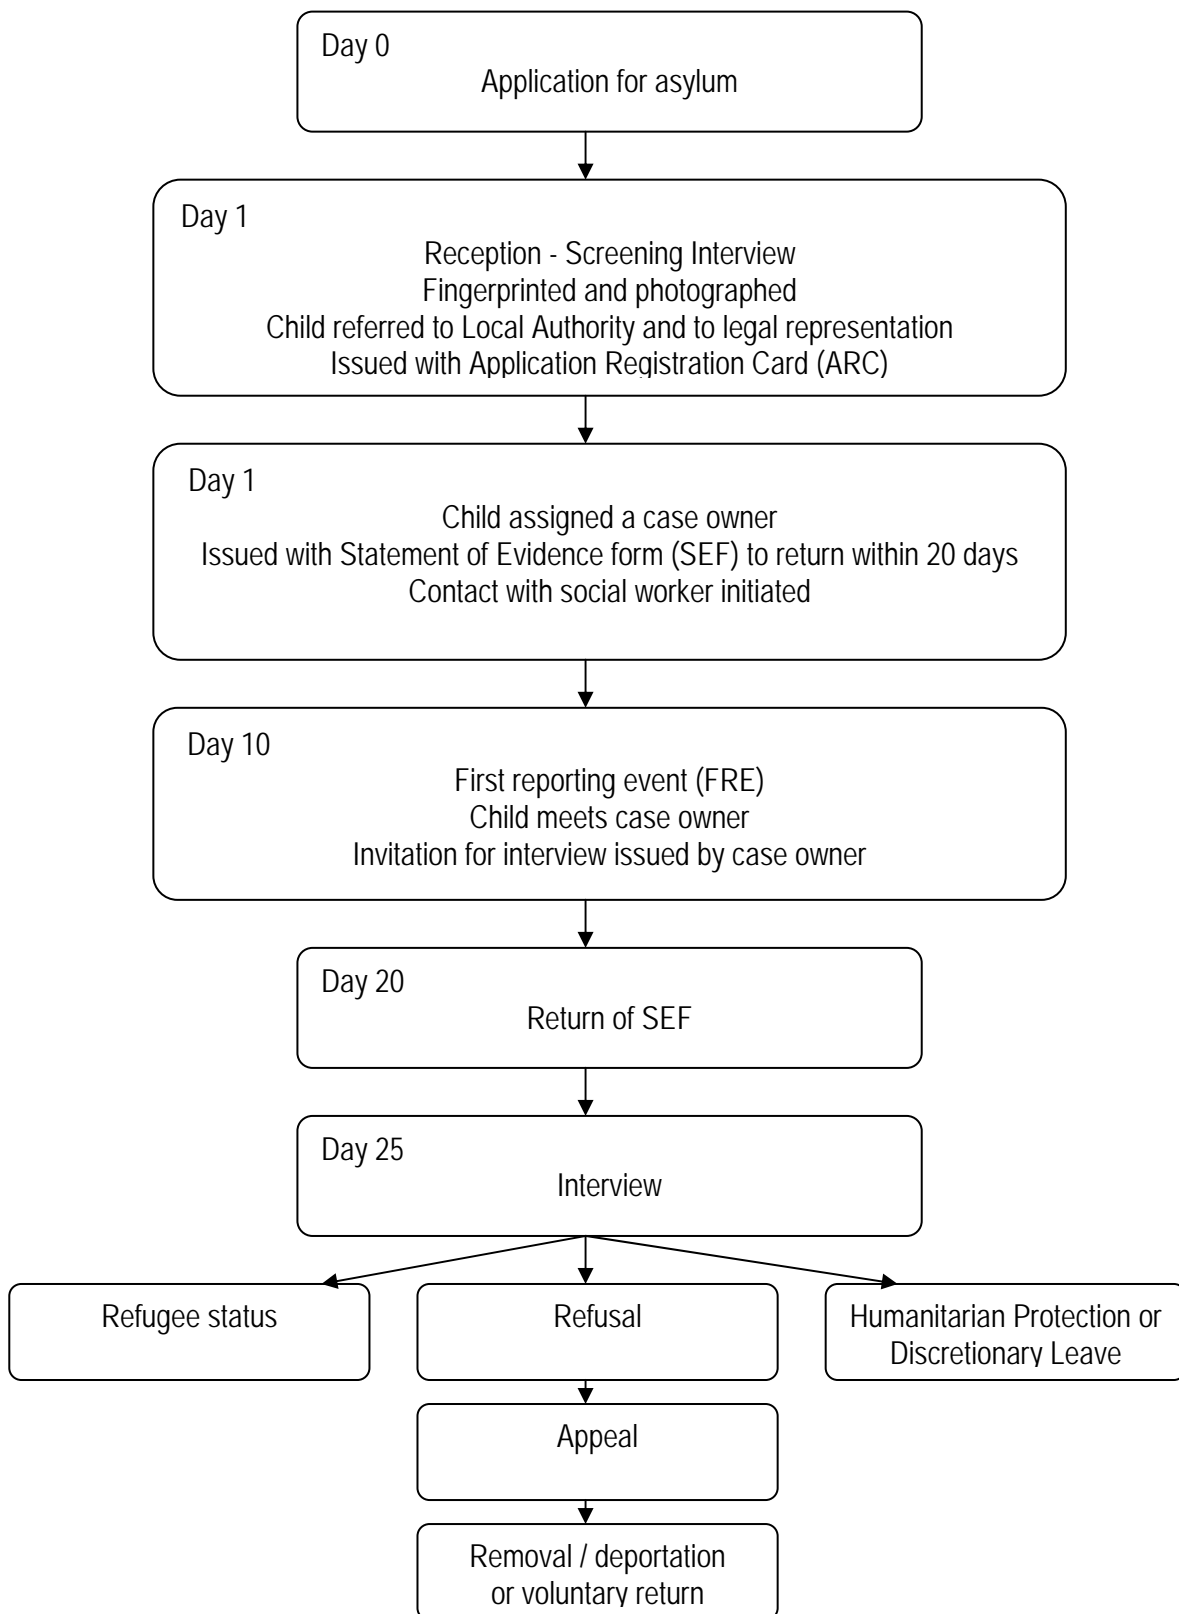 Day 0
Application for asylum
Day 1
Reception - Screening Interview
Fingerprinted and photographed
Child referred to Local Authority and to legal representation
Issued with Application Registration Card (ARC)
Day 1
Child assigned a case owner
Issued with Statement of Evidence form (SEF) to return within 20 days
Contact with social worker initiated
Day 10
First reporting event (FRE)
Child meets case owner
Invitation for interview issued by case owner
Day 20
Return of SEF
Day 25
Interview
Refugee status
Refusal
Humanitarian Protection or
Discretionary Leave
Appeal
Removal / deportation
or voluntary return